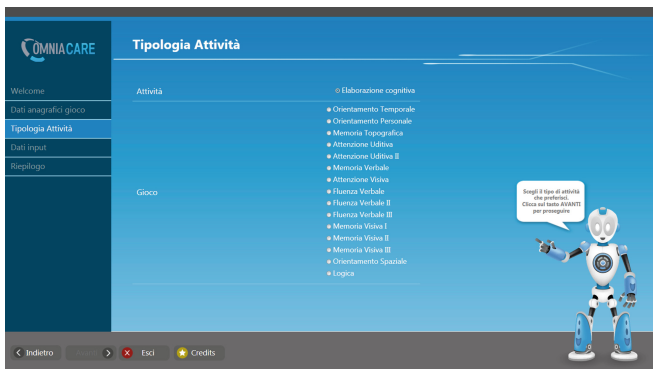 OMNIACARE
Tipologia Attività
Welcome
Dati anagrafici gioco
Tipologia Attività
Dati input
Riepilogo
Attività
Elaborazione cognitiva
Gioco
Orientamento Temporale
Orientamento Personale
Memoria Topografica
Attenzione Uditiva
Attenzione Uditiva II
Memoria Verbale
Attenzione Visiva
Fluenza Verbale
Fluenza Verbale II
Fluenza Verbale III
Memoria Visiva I
Memoria Visiva II
Memoria Visiva III
Orientamento Spaziale
Logica
Scegli il tipo di attività
che preferisci.
Clicca sul tasto AVANTI
per proseguire
Indietro
Avanti
Esci
Credits